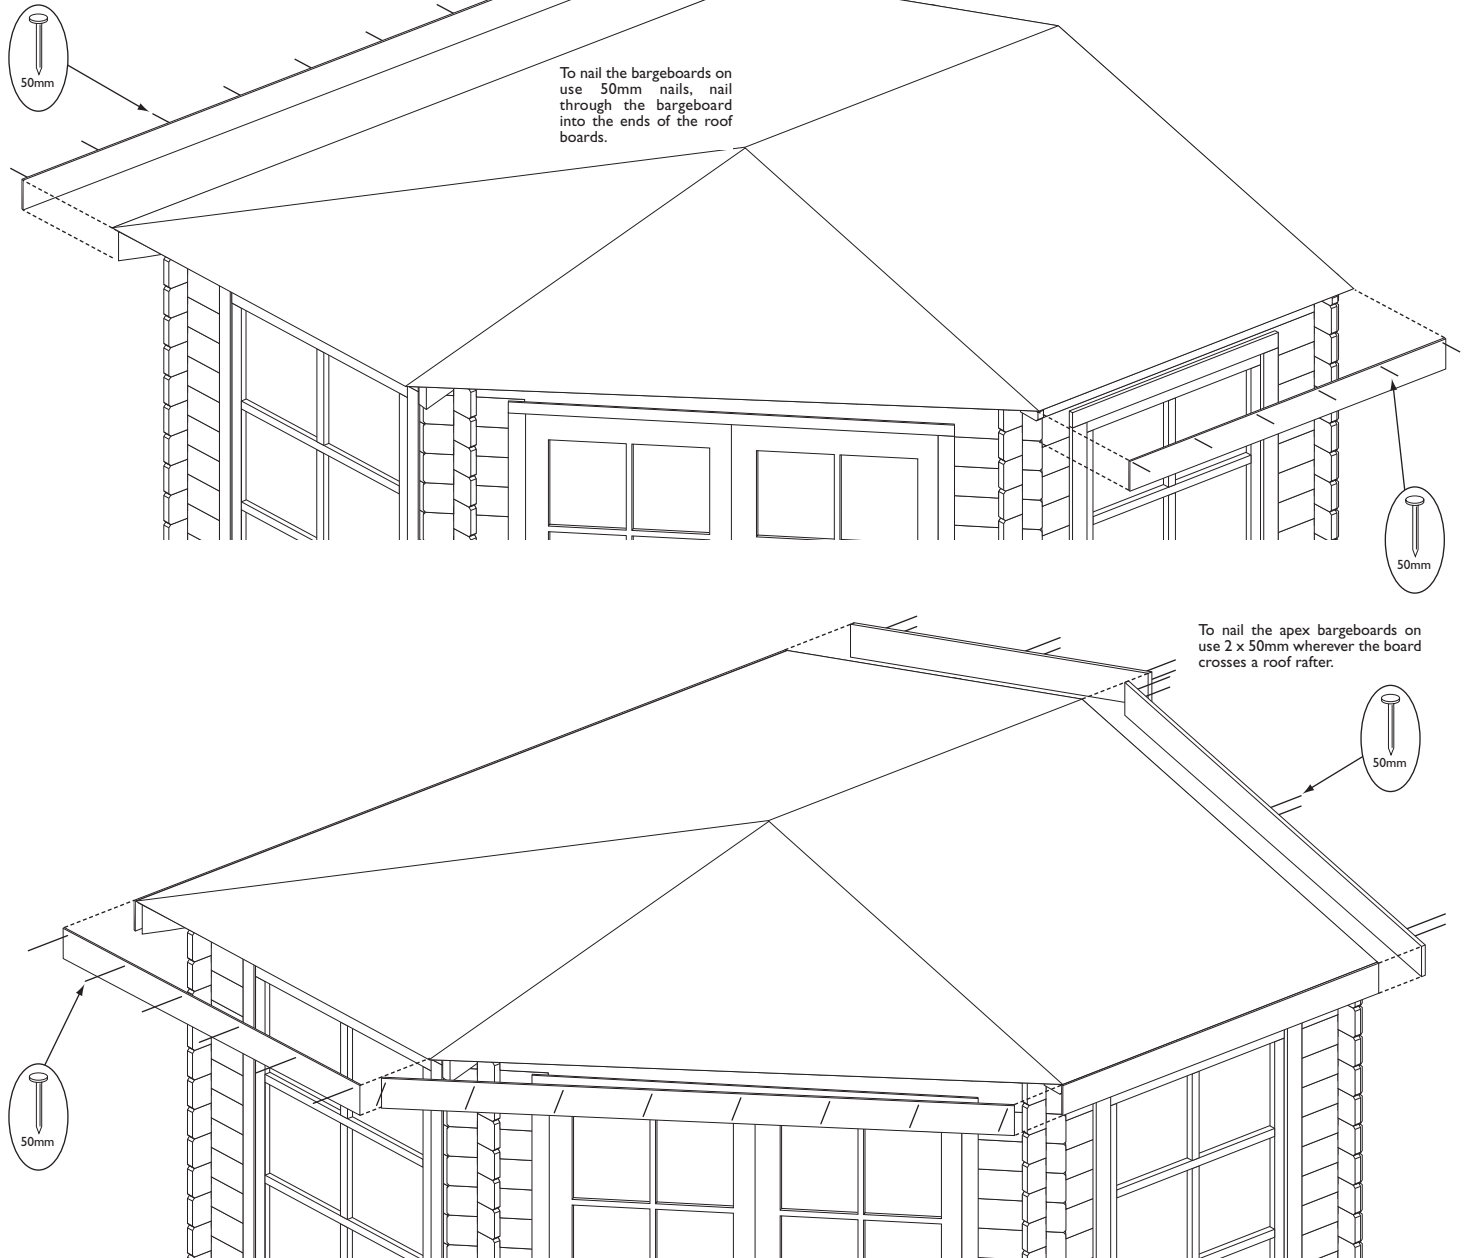 50mm
To nail the bargeboards on
use 50mm nails, nail
through the bargeboard
into the ends of the roof
boards.
50mm
To nail the apex bargeboards on
use 2 x 50mm wherever the board
crosses a roof rafter.
50mm
50mm